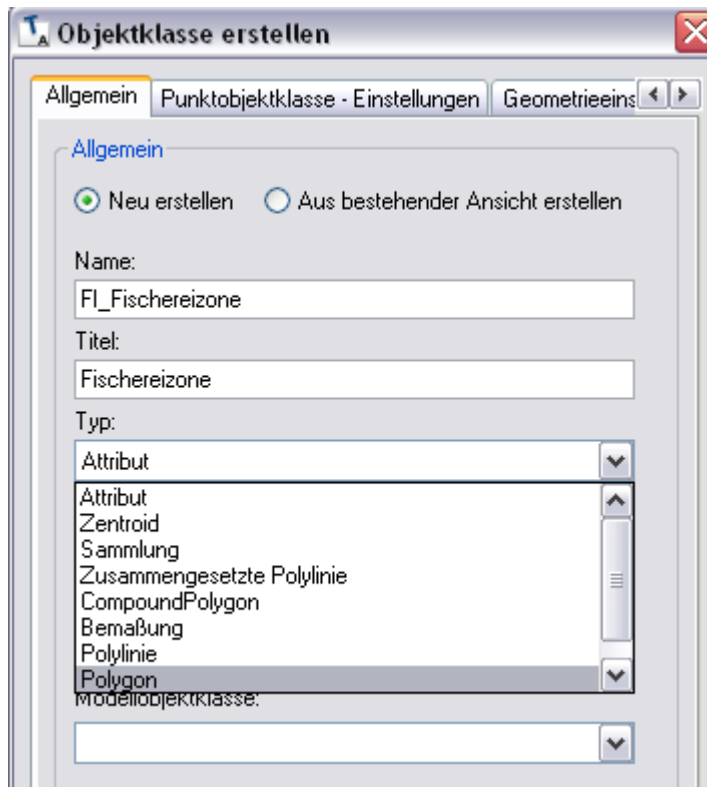 Objektklasse erstellen
Allgemein Punktobjektklasse - Einstellungen Geometrieeins
Allgemein
Neu erstellen Aus bestehender Ansicht erstellen
Name:
FI_Fischereizone
Titel:
Fischereizone
Typ:
Attribut
Attribut
Zentroid
Sammlung
Zusammengesetzte Polylinie
CompoundPolygon
Bemaßung
Polylinie
Polygon
Modellobjektklasse: